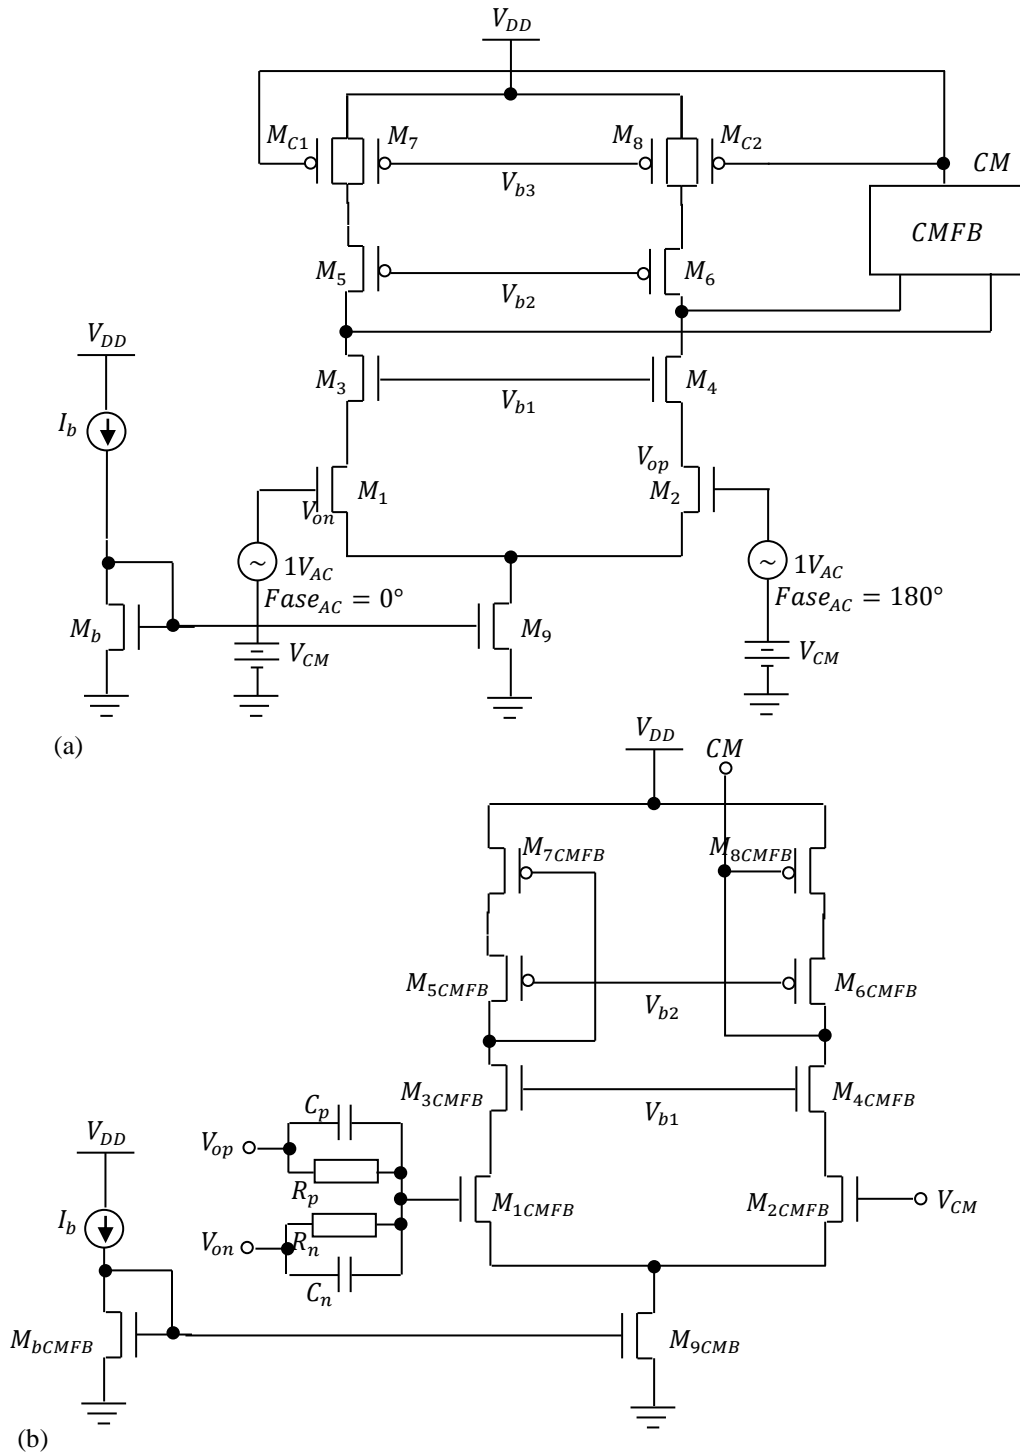 V_DD
M_C1 M_7 M_8 M_C2
V_b3
CM
CMFB
M_5 M_6
V_b2
V_DD
M_3 M_4
V_b1
I_b
V_op
M_1 M_2
V_on
1V_AC 1V_AC
Fase_AC = 0° Fase_AC = 180°
M_b M_9
V_CM V_CM
(a)
V_DD CM
M_7CMFB M_8CMFB
M_5CMFB M_6CMFB
V_b2
M_3CMFB M_4CMFB
V_b1
C_p
V_DD
V_op
R_p
M_1CMFB M_2CMFB V_CM
I_b
V_on R_n
C_n
M_bCMFB M_9CMB
(b)